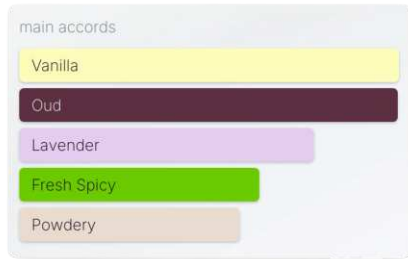 main accords
Vanilla
Oud
Lavender
Fresh Spicy
Powdery